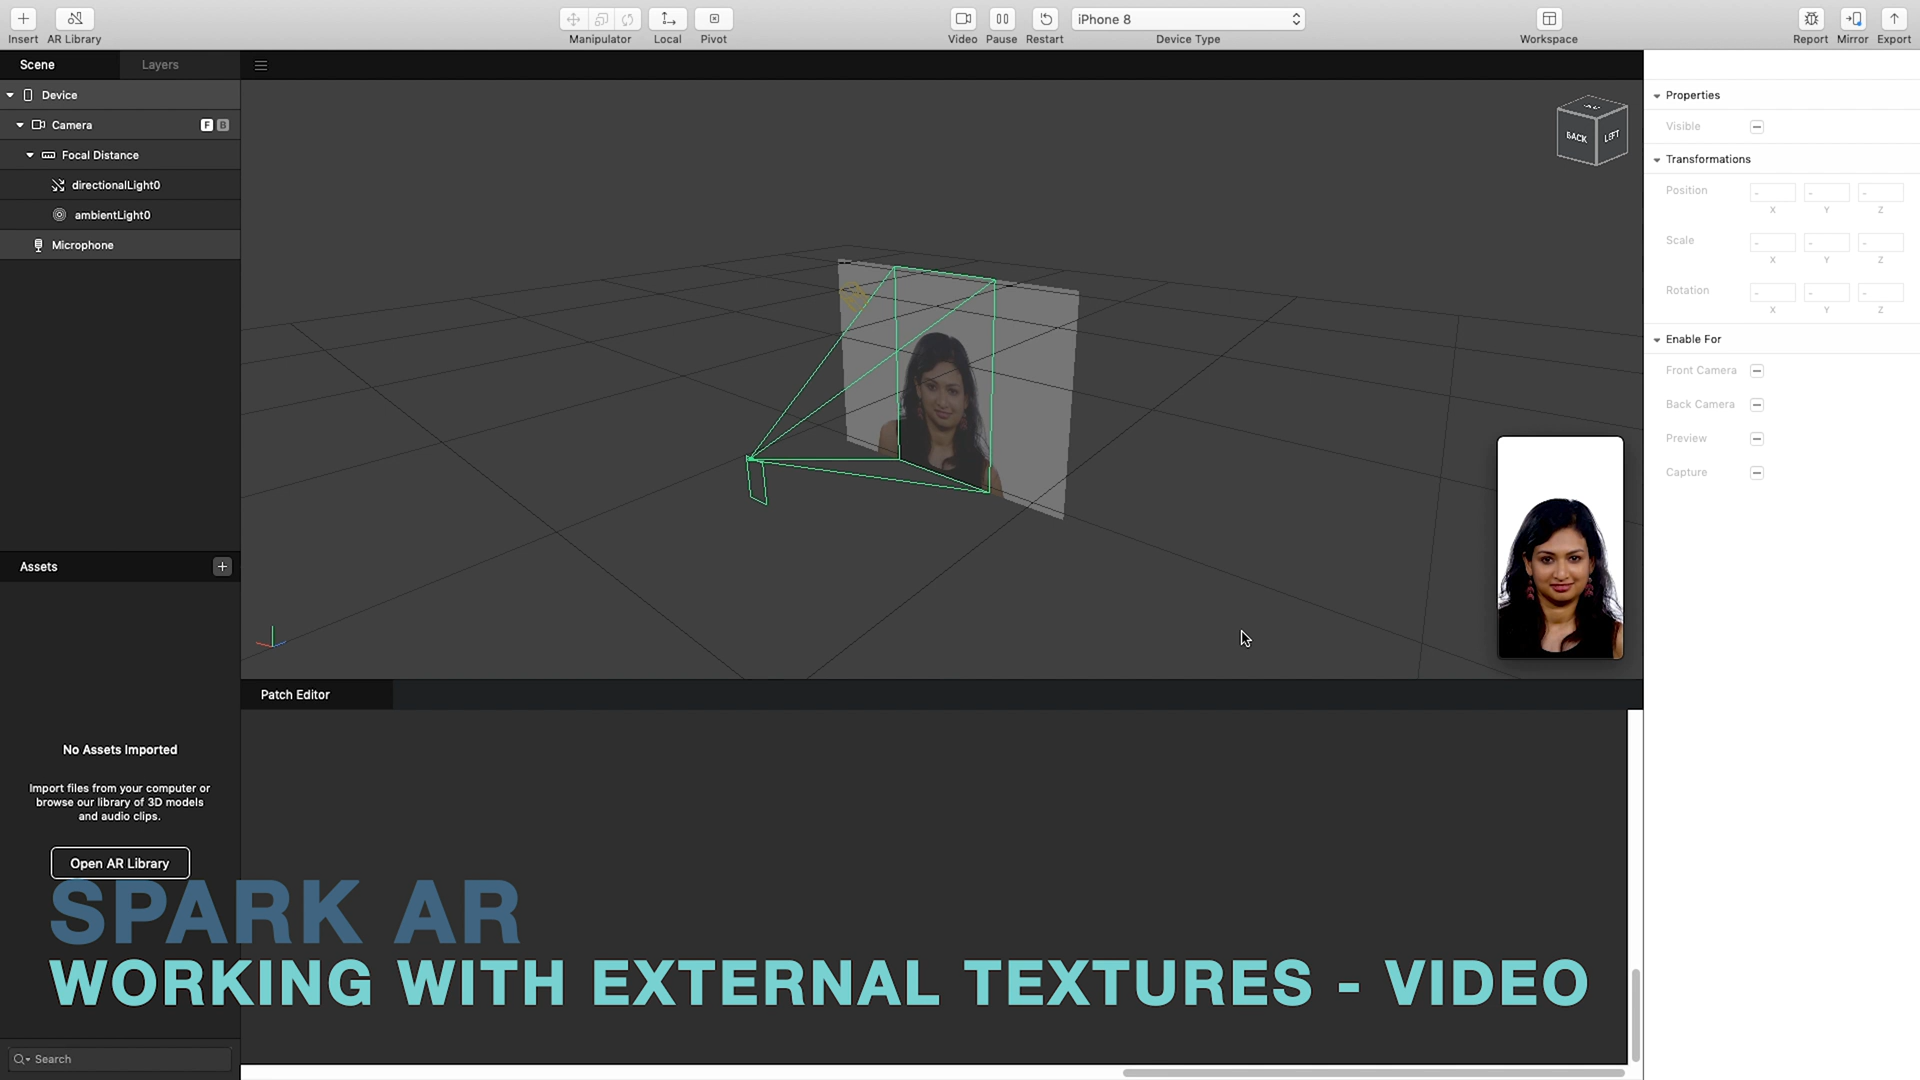 Insert
AR Library
Manipulator
Local
Pivot
Video
Pause
Restart
iPhone 8
Device Type
Workspace
Report
Mirror
Export
Scene
Layers
Device
Camera
F
B
Focal Distance
directionalLight0
ambientLight0
Microphone
BACK
LEFT
Properties
Visible
Transformations
Position
- - -
X Y Z
Scale
- - -
X Y Z
Rotation
- - -
X Y Z
Enable For
Front Camera
Back Camera
Preview
Capture
Assets
+
No Assets Imported
Import files from your computer or
browse our library of 3D models
and audio clips.
Open AR Library
Patch Editor
SPARK AR
WORKING WITH EXTERNAL TEXTURES - VIDEO
Search